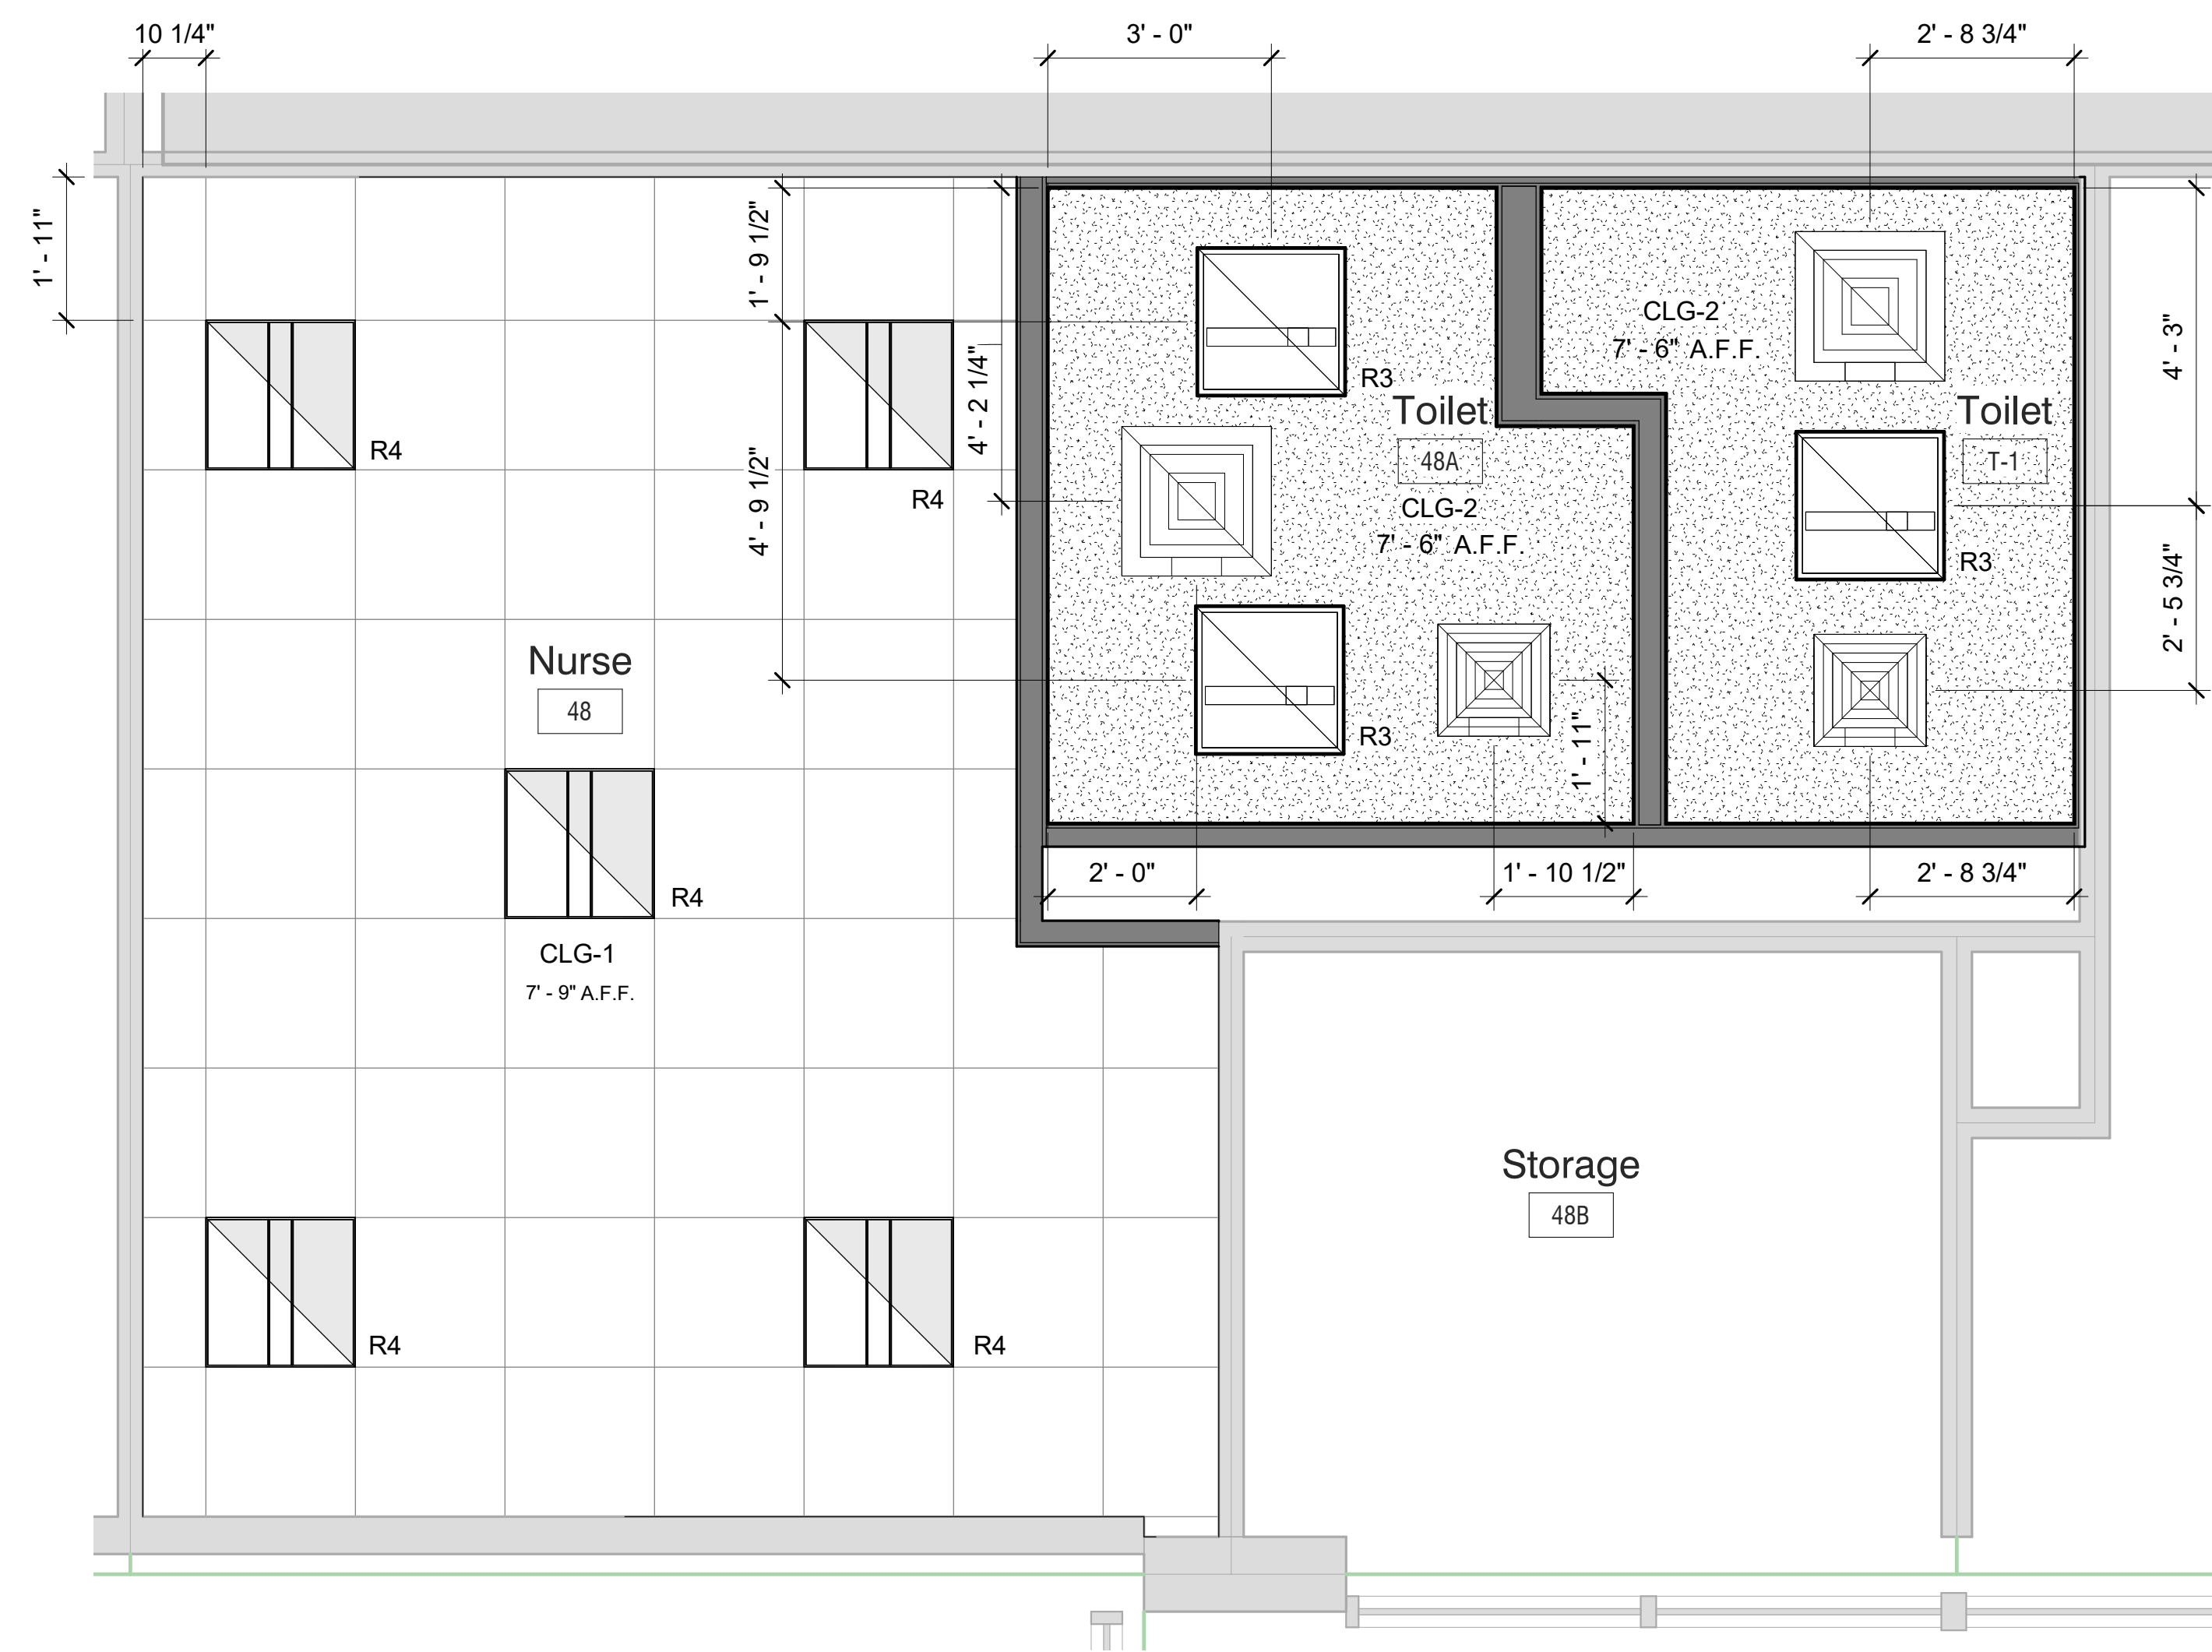 10 1/4"
3' - 0"
2' - 8 3/4"
1' - 11"
1' - 9 1/2"
4' - 2 1/4"
4' - 9 1/2"
CLG-2
7' - 6" A.F.F.
4' - 3"
R3
Toilet
48A
CLG-2
7' - 6" A.F.F.
Toilet
T-1
R4
R4
R3
2' - 5 3/4"
Nurse
48
R3
1' - 11"
2' - 0"
1' - 10 1/2"
2' - 8 3/4"
R4
CLG-1
7' - 9" A.F.F.
Storage
48B
R4
R4